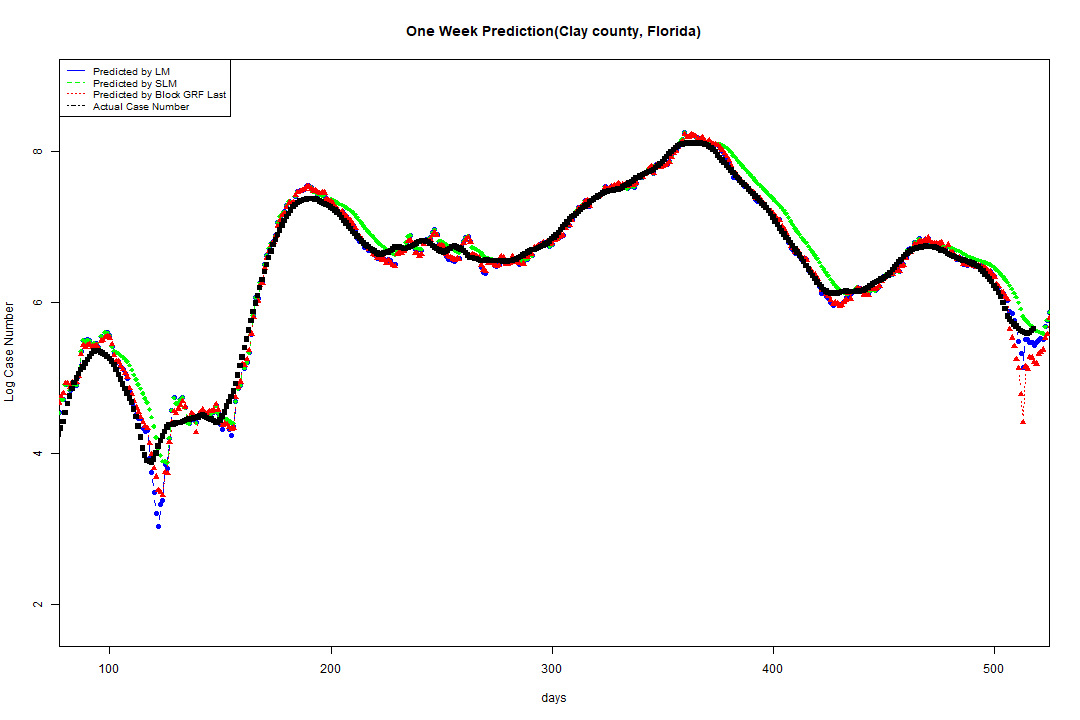 One Week Prediction(Clay county, Florida)
Predicted by LM
Predicted by SLM
Predicted by Block GRF Last
Actual Case Number
8
6
4
2
Log Case Number
100
200
300
400
500
days